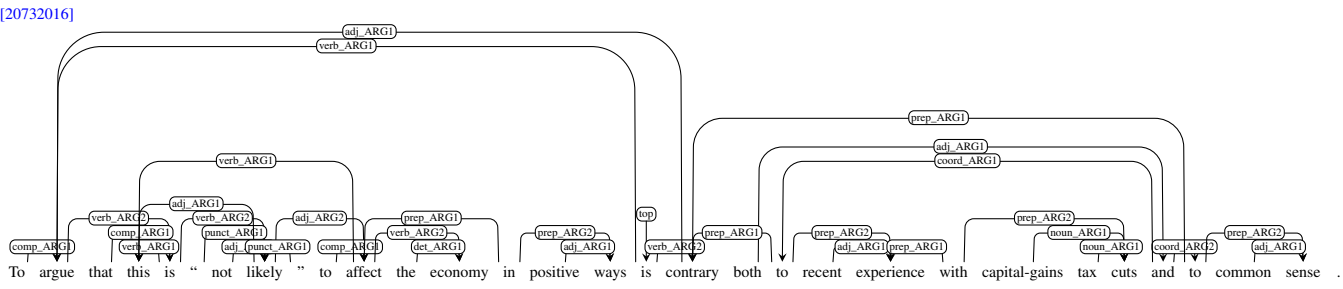 [20732016]
adj_ARG1
verb_ARG1
prep_ARG1
adj_ARG1
verb_ARG1 coord_ARG1
adj_ARG1
top
verb_ARG2 verb_ARG2 adj_ARG2 prep_ARG1 prep_ARG2
comp_ARG1 punct_ARG1 verb_ARG2 prep_ARG2 prep_ARG1 prep_ARG2 noun_ARG1 prep_ARG2
comp_ARG1 verb_ARG1 punct_ARG1 comp_ARG1 det_ARG1 adj_ARG1 verb_ARG2 adj_ARG1 prep_ARG1 noun_ARG1 coord_ARG2 adj_ARG1
To argue that this is “ not likely ” to affect the economy in positive ways is contrary both to recent experience with capital-gains tax cuts and to common sense .